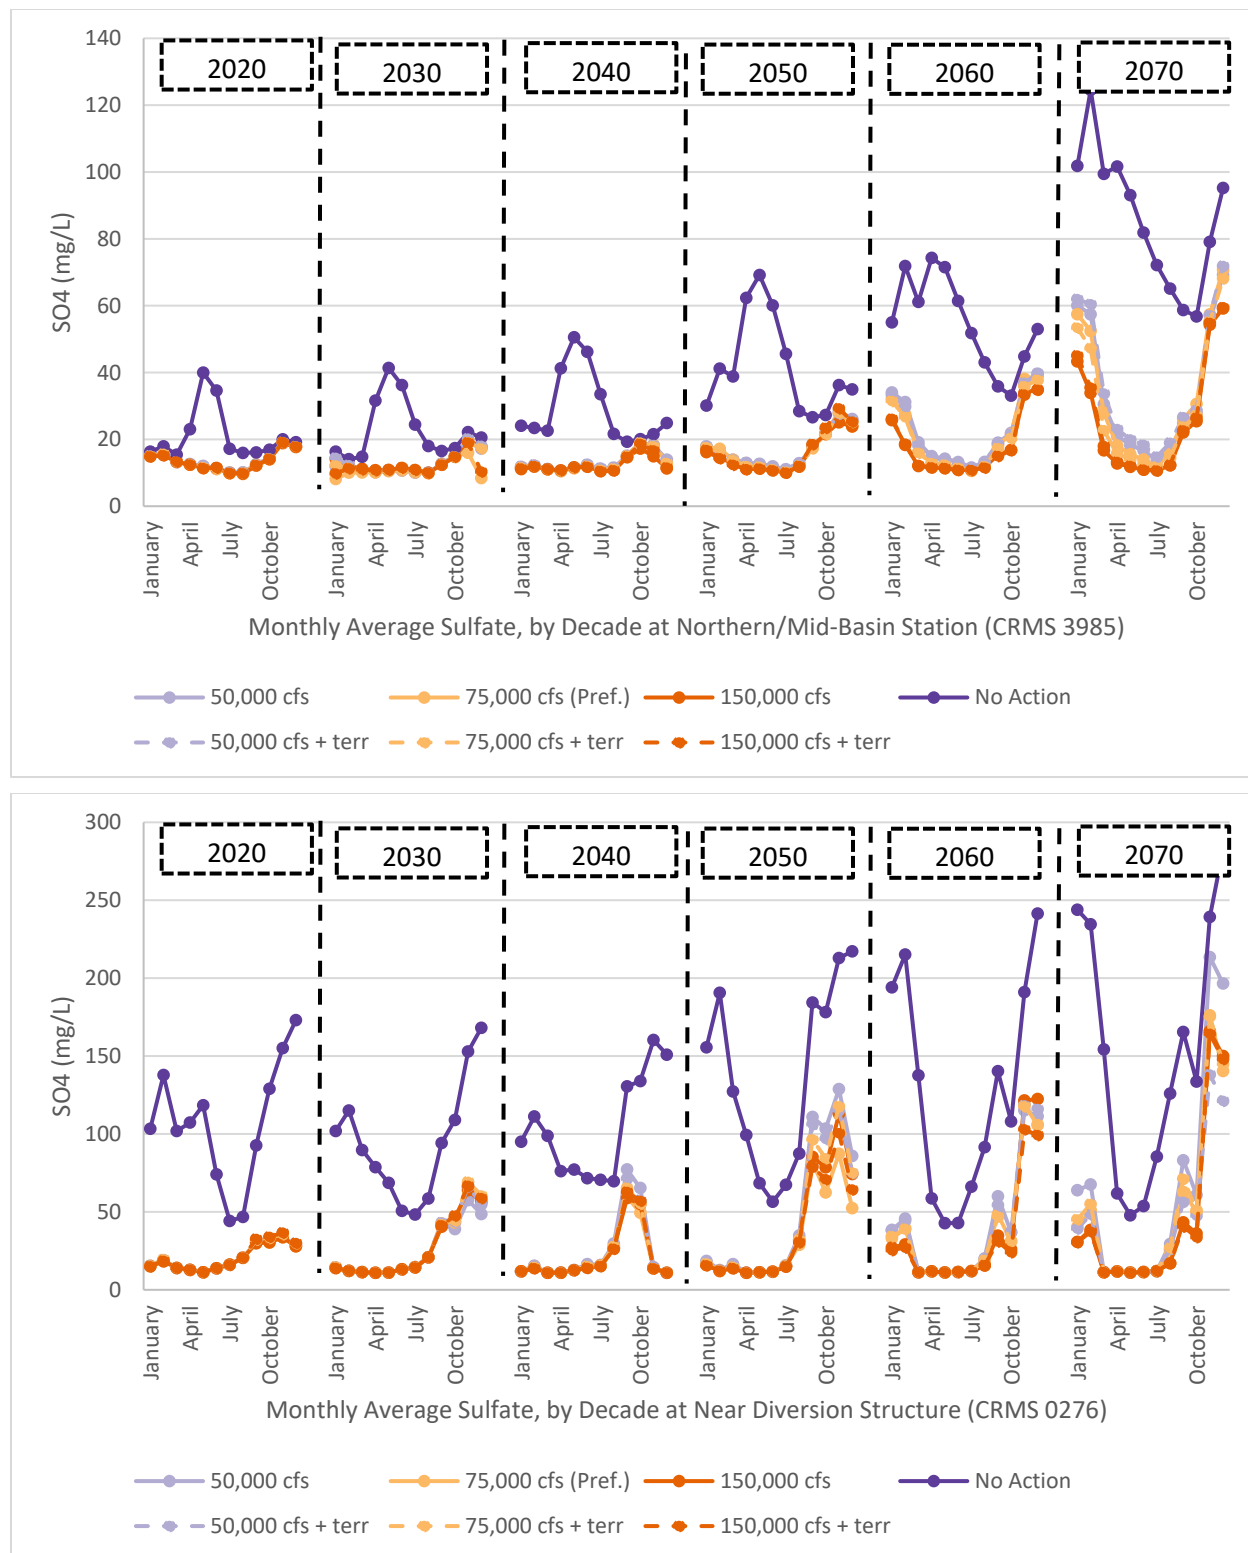 140
120
100
80
60
40
20
0
SO4 (mg/L)
2020
2030
2040
2050
2060
2070
January April July October January April July October January April July October January April July October January April July October January April July October
Monthly Average Sulfate, by Decade at Northern/Mid-Basin Station (CRMS 3985)
50,000 cfs 75,000 cfs (Pref.) 150,000 cfs No Action
50,000 cfs + terr 75,000 cfs + terr 150,000 cfs + terr
300
250
200
150
100
50
0
SO4 (mg/L)
2020
2030
2040
2050
2060
2070
January April July October January April July October January April July October January April July October January April July October January April July October
Monthly Average Sulfate, by Decade at Near Diversion Structure (CRMS 0276)
50,000 cfs 75,000 cfs (Pref.) 150,000 cfs No Action
50,000 cfs + terr 75,000 cfs + terr 150,000 cfs + terr